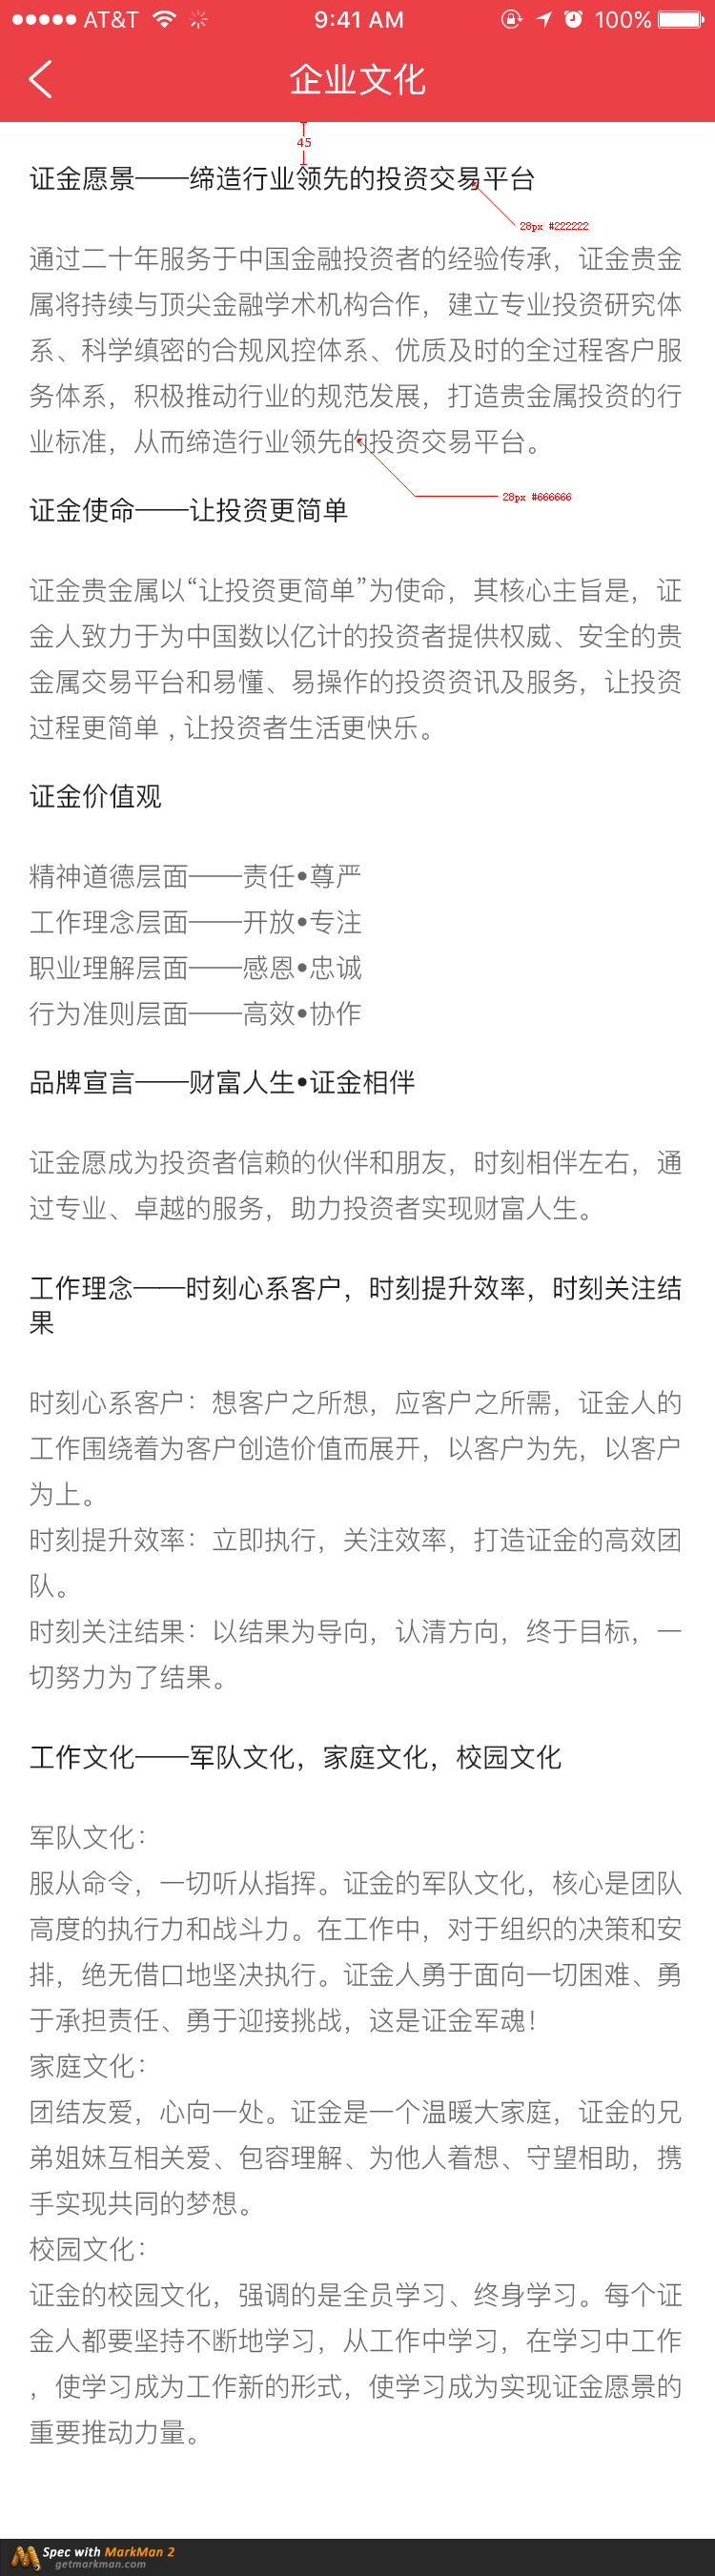 AT&T 9:41 AM 100%
企业文化
45
证金愿景——缔造行业领先的投资交易平台
28px #222222
通过二十年服务于中国金融投资者的经验传承，证金贵金
属将持续与顶尖金融学术机构合作，建立专业投资研究体
系、科学缜密的合规风控体系、优质及时的全过程客户服
务体系，积极推动行业的规范发展，打造贵金属投资的行
业标准，从而缔造行业领先的投资交易平台。
28px #666666
证金使命——让投资更简单
证金贵金属以“让投资更简单”为使命，其核心主旨是，证
金人致力于为中国数以亿计的投资者提供权威、安全的贵
金属交易平台和易懂、易操作的投资资讯及服务，让投资
过程更简单 , 让投资者生活更快乐。
证金价值观
精神道德层面——责任•尊严
工作理念层面——开放•专注
职业理解层面——感恩•忠诚
行为准则层面——高效•协作
品牌宣言——财富人生•证金相伴
证金愿成为投资者信赖的伙伴和朋友，时刻相伴左右，通
过专业、卓越的服务，助力投资者实现财富人生。
工作理念——时刻心系客户，时刻提升效率，时刻关注结
果
时刻心系客户：想客户之所想，应客户之所需，证金人的
工作围绕着为客户创造价值而展开，以客户为先，以客户
为上。
时刻提升效率：立即执行，关注效率，打造证金的高效团
队。
时刻关注结果：以结果为导向，认清方向，终于目标，一
切努力为了结果。
工作文化——军队文化，家庭文化，校园文化
军队文化：
服从命令，一切听从指挥。证金的军队文化，核心是团队
高度的执行力和战斗力。在工作中，对于组织的决策和安
排，绝无借口地坚决执行。证金人勇于面向一切困难、勇
于承担责任、勇于迎接挑战，这是证金军魂！
家庭文化：
团结友爱，心向一处。证金是一个温暖大家庭，证金的兄
弟姐妹互相关爱、包容理解、为他人着想、守望相助，携
手实现共同的梦想。
校园文化：
证金的校园文化，强调的是全员学习、终身学习。每个证
金人都要坚持不断地学习，从工作中学习，在学习中工作
，使学习成为工作新的形式，使学习成为实现证金愿景的
重要推动力量。
Spec with MarkMan 2
getmarkman.com